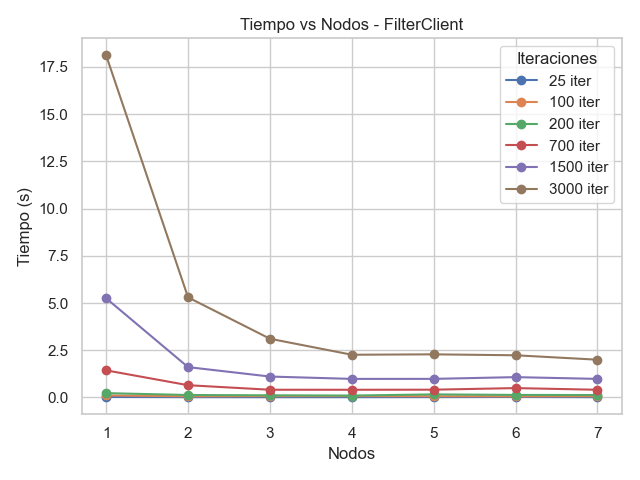 Tiempo vs Nodos - FilterClient
Iteraciones
25 iter
100 iter
200 iter
700 iter
1500 iter
3000 iter
Tiempo (s)
17.5
15.0
12.5
10.0
7.5
5.0
2.5
0.0
1 2 3 4 5 6 7
Nodos